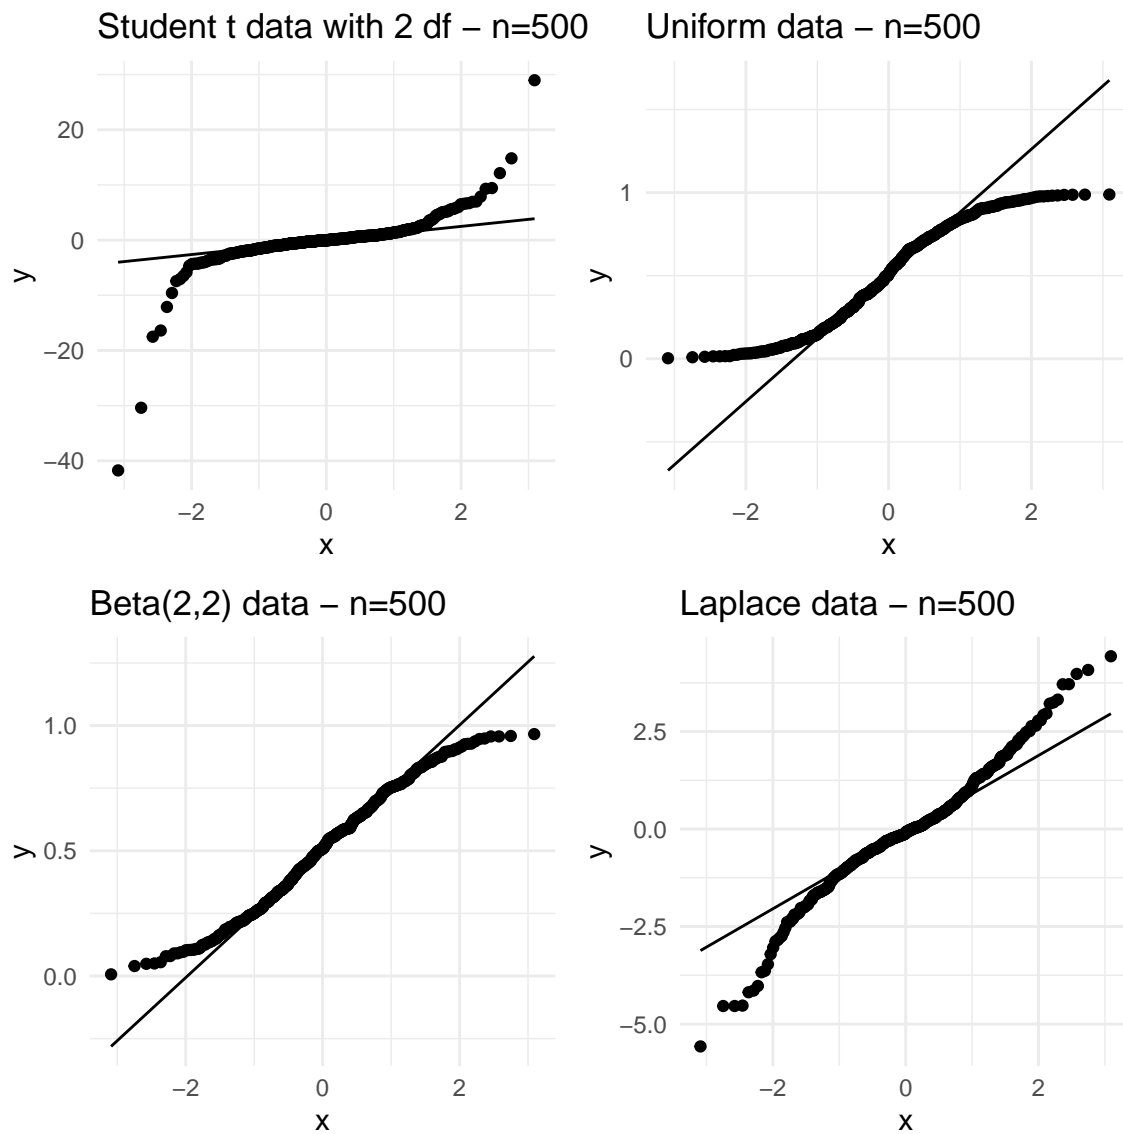 Student t data with 2 df – n=500
Uniform data – n=500
20
0
−20
−40
y
−2
0
2
x
1
0
y
−2
0
2
x
Beta(2,2) data – n=500
Laplace data – n=500
1.0
0.5
0.0
y
−2
0
2
x
2.5
0.0
−2.5
−5.0
y
−2
0
2
x